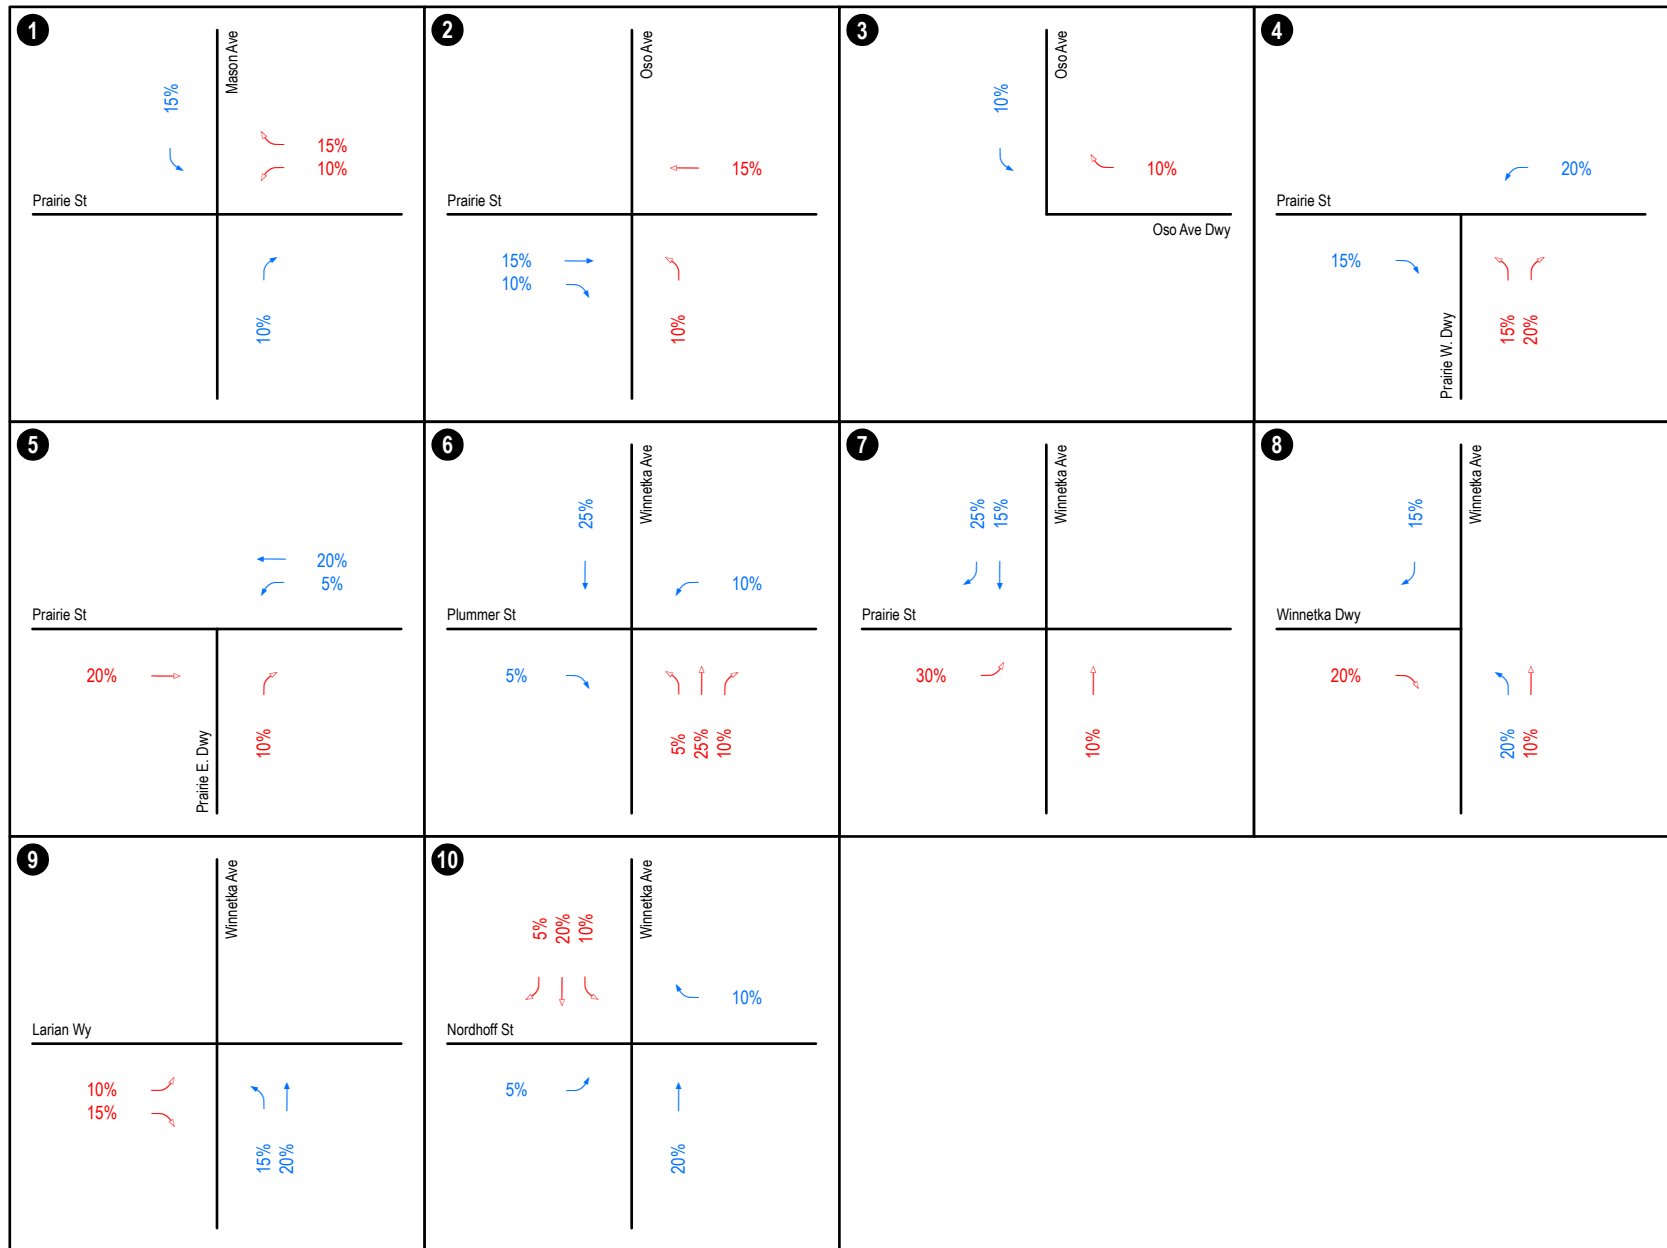 1
Mason Ave
15%
15%
10%
Prairie St
10%
2
Oso Ave
15%
Prairie St
15%
10%
10%
3
Oso Ave
10%
10%
Oso Ave Dwy
4
20%
Prairie St
15%
Prairie W. Dwy
15%
20%
5
20%
5%
Prairie St
20%
Prairie E. Dwy
10%
6
Winnetka Ave
25%
10%
Plummer St
5%
5%
25%
10%
7
Winnetka Ave
25%
15%
Prairie St
30%
10%
8
Winnetka Ave
15%
Winnetka Dwy
20%
20%
10%
9
Winnetka Ave
Larian Wy
10%
15%
15%
20%
10
Winnetka Ave
5%
20%
10%
10%
Nordhoff St
5%
20%